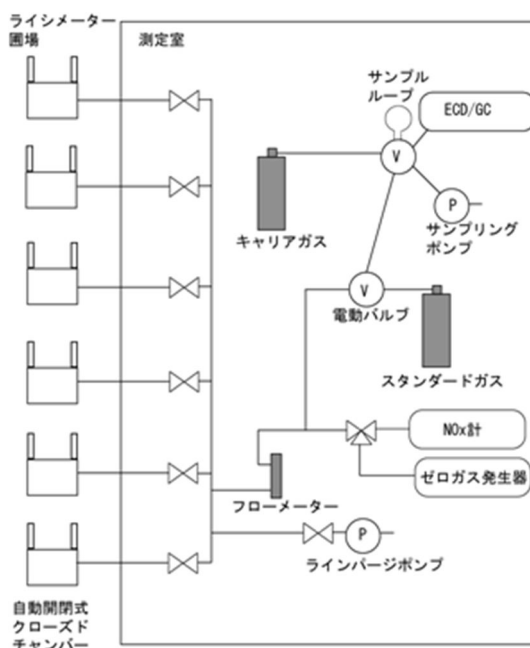 ライシメーター
圃場
測定室
サンプル
ループ
ECD/GC
V
P
キャリアガス
サンプリング
ポンプ
V
電動バルブ
スタンダードガス
NOx計
ゼロガス発生器
フローメーター
P
ラインパージポンプ
自動開閉式
クローズド
チャンバー